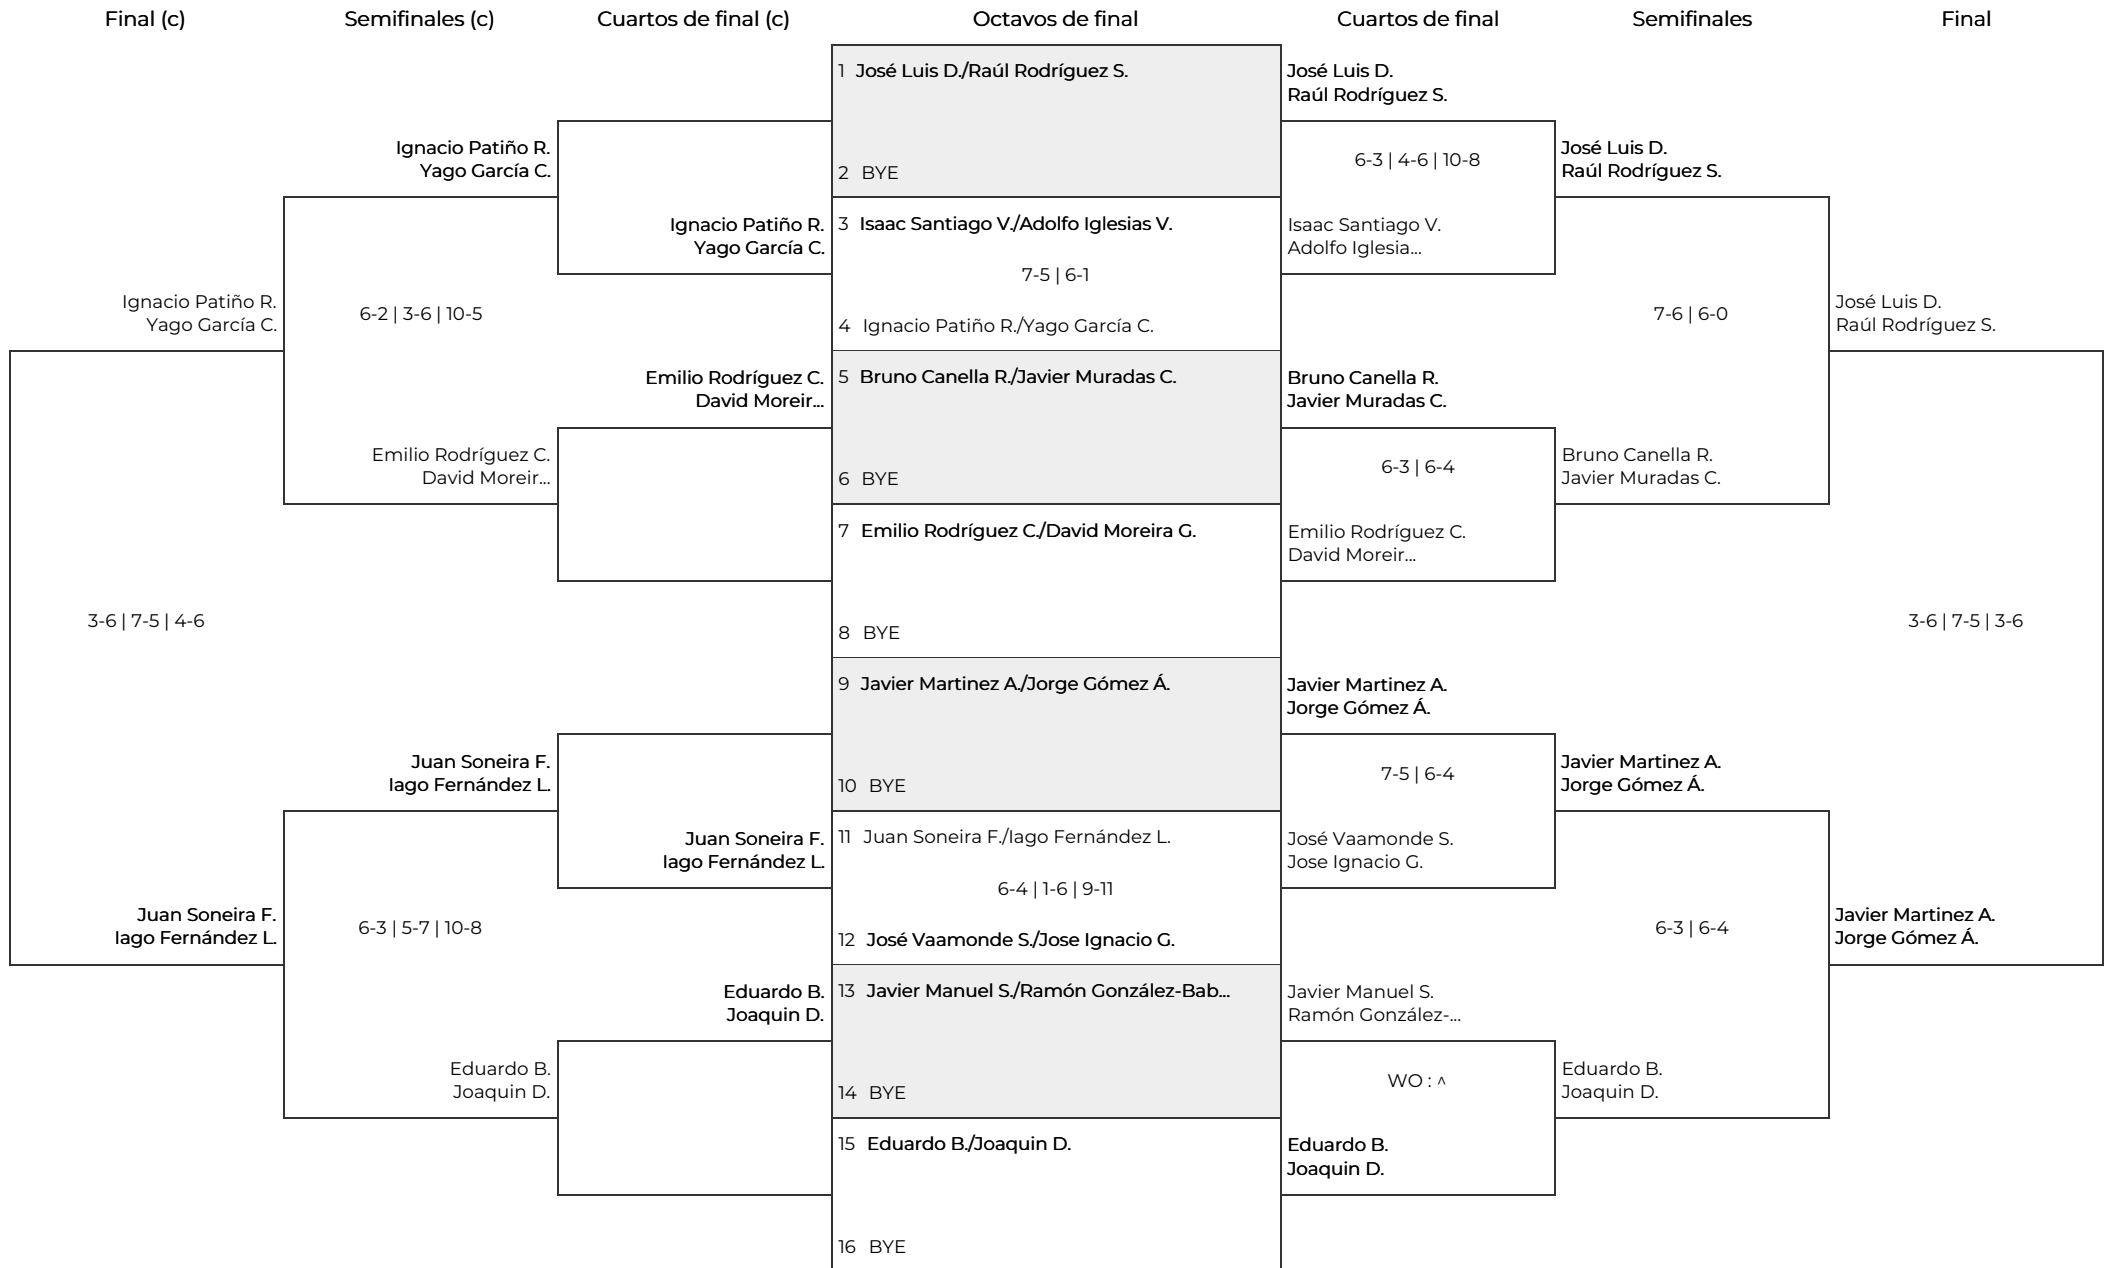 Final (c)
Semifinales (c)
Cuartos de final (c)
Octavos de final
Cuartos de final
Semifinales
Final
Ignacio Patiño R.
Yago García C.
3-6 | 7-5 | 4-6
Juan Soneira F.
Iago Fernández L.
Ignacio Patiño R.
Yago García C.
6-2 | 3-6 | 10-5
Emilio Rodríguez C.
David Moreir...
Juan Soneira F.
Iago Fernández L.
6-3 | 5-7 | 10-8
Eduardo B.
Joaquin D.
Ignacio Patiño R.
Yago García C.
Emilio Rodríguez C.
David Moreir...
Juan Soneira F.
Iago Fernández L.
Eduardo B.
Joaquin D.
1 José Luis D./Raúl Rodríguez S.
2 BYE
3 Isaac Santiago V./Adolfo Iglesias V.
7-5 | 6-1
4 Ignacio Patiño R./Yago García C.
5 Bruno Canella R./Javier Muradas C.
6 BYE
7 Emilio Rodríguez C./David Moreira G.
8 BYE
9 Javier Martinez A./Jorge Gómez Á.
10 BYE
11 Juan Soneira F./Iago Fernández L.
6-4 | 1-6 | 9-11
12 José Vaamonde S./Jose Ignacio G.
13 Javier Manuel S./Ramón González-Bab...
14 BYE
15 Eduardo B./Joaquin D.
16 BYE
José Luis D.
Raúl Rodríguez S.
6-3 | 4-6 | 10-8
Isaac Santiago V.
Adolfo Iglesia...
Bruno Canella R.
Javier Muradas C.
6-3 | 6-4
Emilio Rodríguez C.
David Moreir...
Javier Martinez A.
Jorge Gómez Á.
7-5 | 6-4
José Vaamonde S.
Jose Ignacio G.
Javier Manuel S.
Ramón González-...
WO : ^
Eduardo B.
Joaquin D.
José Luis D.
Raúl Rodríguez S.
7-6 | 6-0
Bruno Canella R.
Javier Muradas C.
Javier Martinez A.
Jorge Gómez Á.
6-3 | 6-4
Eduardo B.
Joaquin D.
José Luis D.
Raúl Rodríguez S.
3-6 | 7-5 | 3-6
Javier Martinez A.
Jorge Gómez Á.